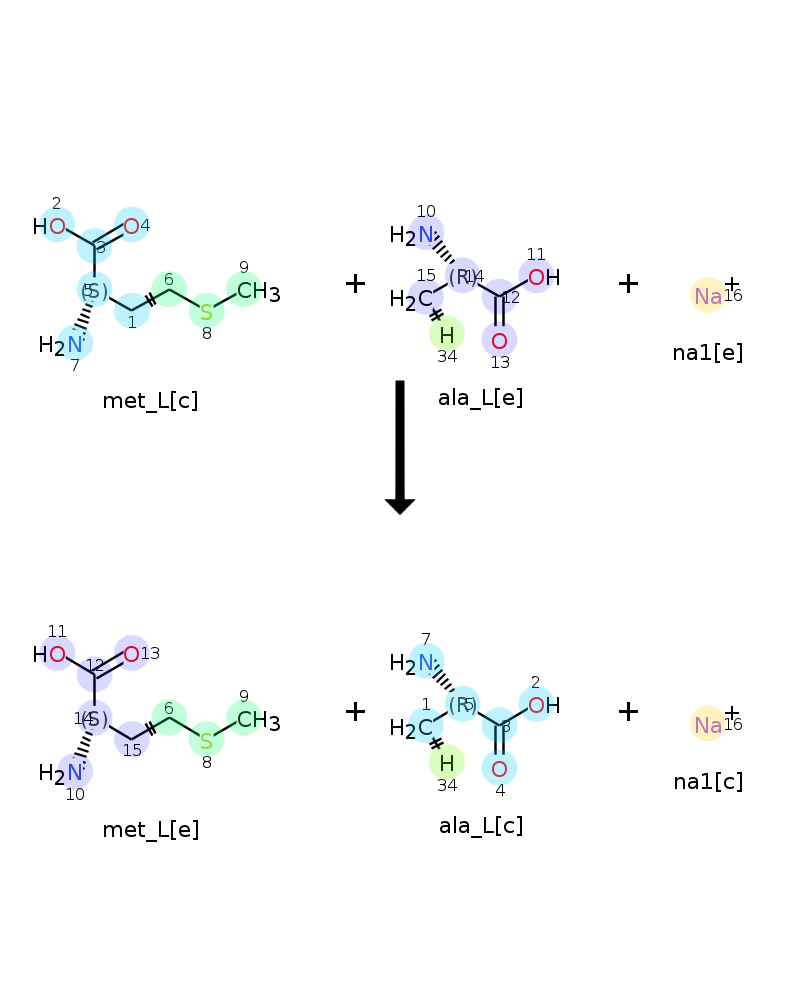 2
HO O 4
3
(S) 5
6
9
CH3
1
8
S
H2N
7
met_L[c]
+
10
H2N
15
(R) 14
11
OH
H2C
12
H
34
O
13
ala_L[e]
+
Na+
16
na1[e]
11
HO O 13
12
14 (S)
6
9
CH3
15
8
S
H2N
10
met_L[e]
+
7
H2N
1
(R) 5
2
OH
H2C
3
H
34
O
4
ala_L[c]
+
Na+
16
na1[c]